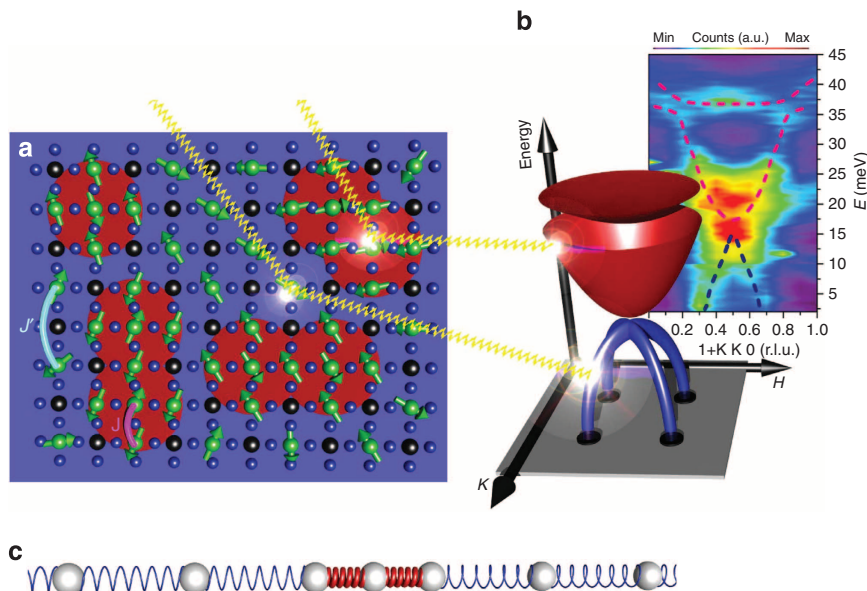 b
Min Counts (a.u.) Max
45
40
35
30
25
20
15
10
5
E (meV)
0.2 0.4 0.6 0.8 1.0
1+K K 0 (r.l.u.)
Energy
H
K
a
J′
J
c